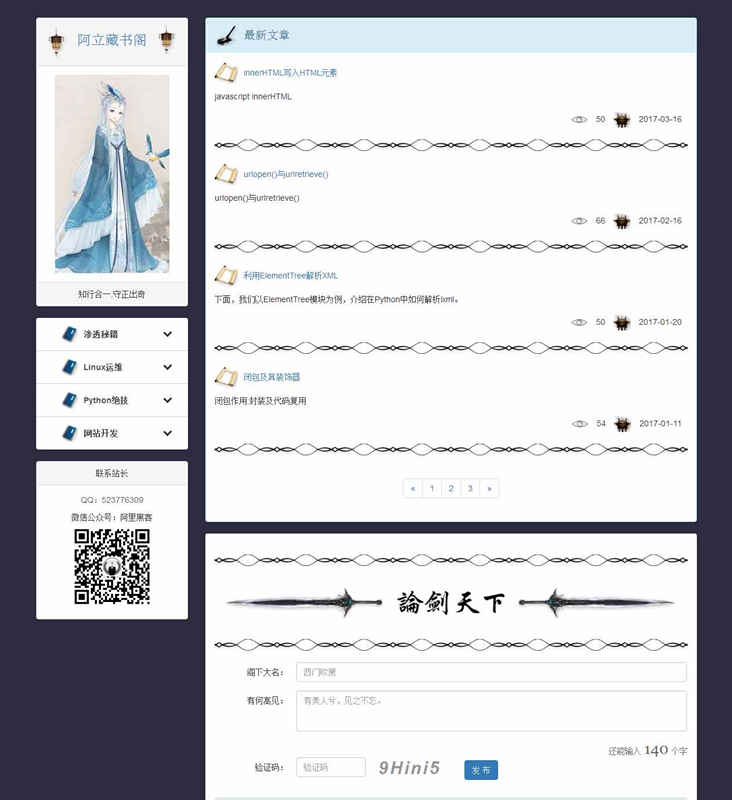 阿立藏书阁
知行合一,守正出奇
渗透秘籍
Linux运维
Python绝技
网站开发
联系站长
QQ：523776309
微信公众号：阿里黑客
最新文章
innerHTML写入HTML元素
javascript innerHTML
50 2017-03-16
urlopen()与urlretrieve()
urlopen()与urlretrieve()
66 2017-02-16
利用ElementTree解析XML
下面，我们以ElementTree模块为例，介绍在Python中如何解析lxml。
50 2017-01-20
闭包及其装饰器
闭包作用:封装及代码复用
54 2017-01-11
« 1 2 3 »
論劍天下
阁下大名： 西门吹雪
有何高见： 有美人兮，见之不忘。
还能输入 140 个字
验证码： 验证码 9Hini5 发布